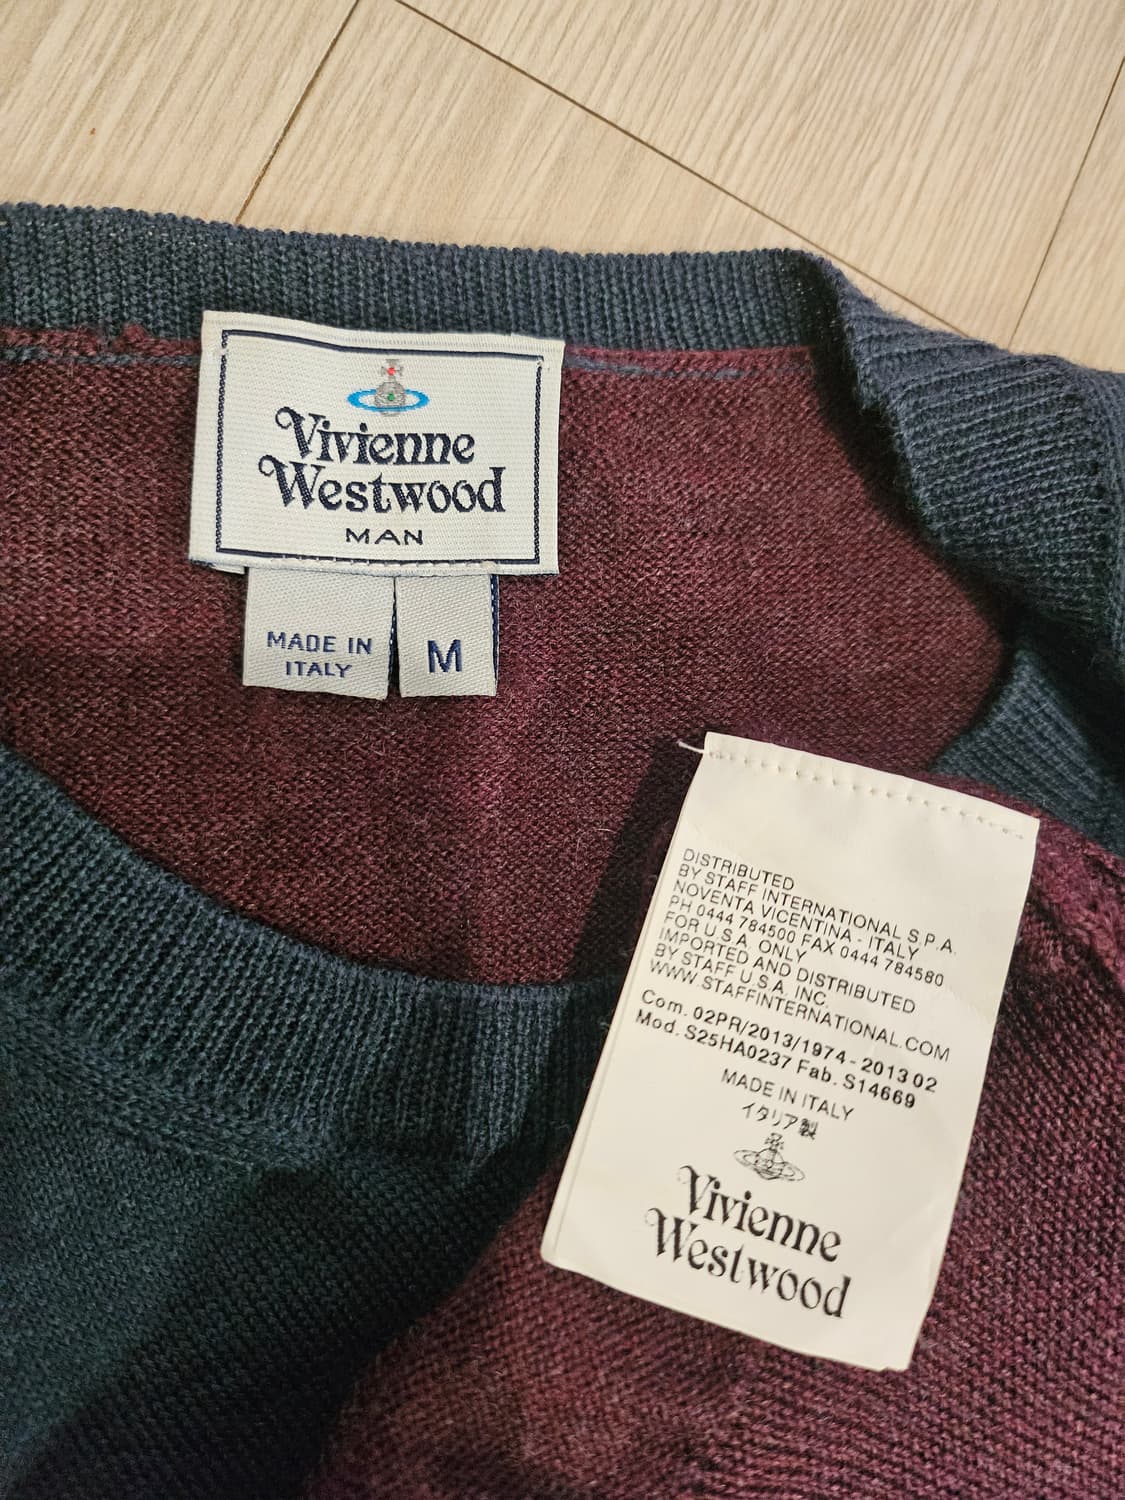 Vivienne
Westwood
MAN
MADE IN
ITALY
M
DISTRIBUTED
BY STAFF INTERNATIONAL S.P.A.
NOVENTA VICENTINA - ITALY
PH 0444 784500 FAX 0444 784580
FOR U.S.A. ONLY
IMPORTED AND DISTRIBUTED
BY STAFF U.S.A. INC.
WWW.STAFFINTERNATIONAL.COM
Com. 02PR/2013/1974 - 2013 02
Mod. S25HA0237 Fab. S14669
MADE IN ITALY
イタリア製
Vivienne
Westwood